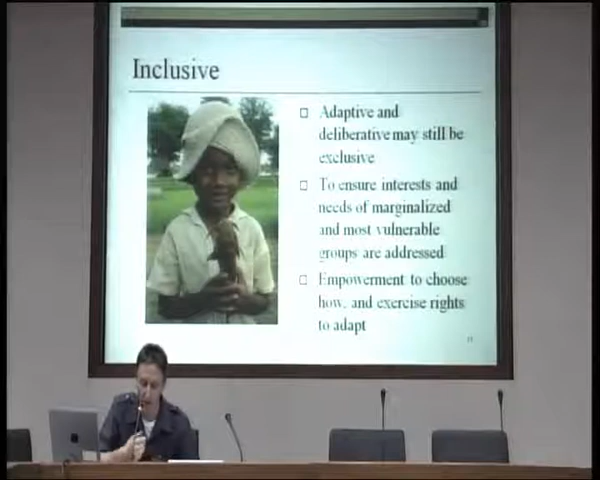 Inclusive
□ Adaptive and
deliberative may still be
exclusive
□ To ensure interests and
needs of marginalized
and most vulnerable
groups are addressed
□ Empowerment to choose
how, and exercise rights
to adapt